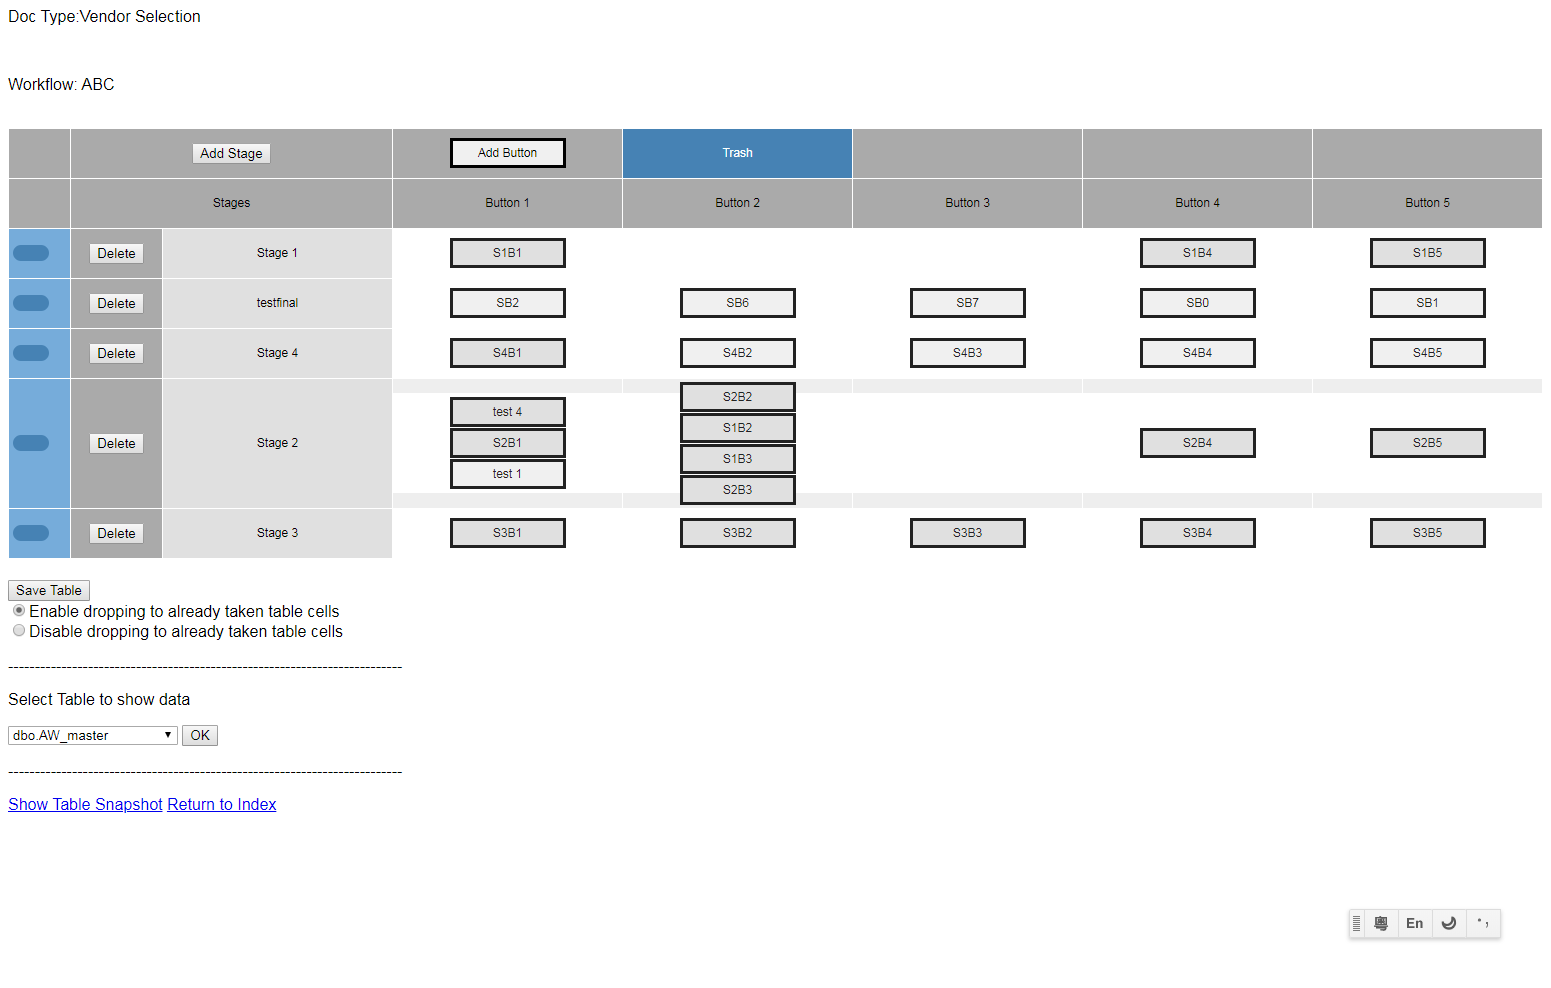 Doc Type:Vendor Selection
Workflow: ABC
Add Stage Add Button Trash
Stages Button 1 Button 2 Button 3 Button 4 Button 5
Delete Stage 1 S1B1 S1B4 S1B5
Delete testfinal SB2 SB6 SB7 SB0 SB1
Delete Stage 4 S4B1 S4B2 S4B3 S4B4 S4B5
Delete Stage 2
test 4
S2B1
test 1
S2B2
S1B2
S1B3
S2B3
S2B4 S2B5
Delete Stage 3 S3B1 S3B2 S3B3 S3B4 S3B5
Save Table
Enable dropping to already taken table cells
Disable dropping to already taken table cells
--------------------------------------------------------------------------
Select Table to show data
dbo.AW_master OK
--------------------------------------------------------------------------
Show Table Snapshot Return to Index
粤 En